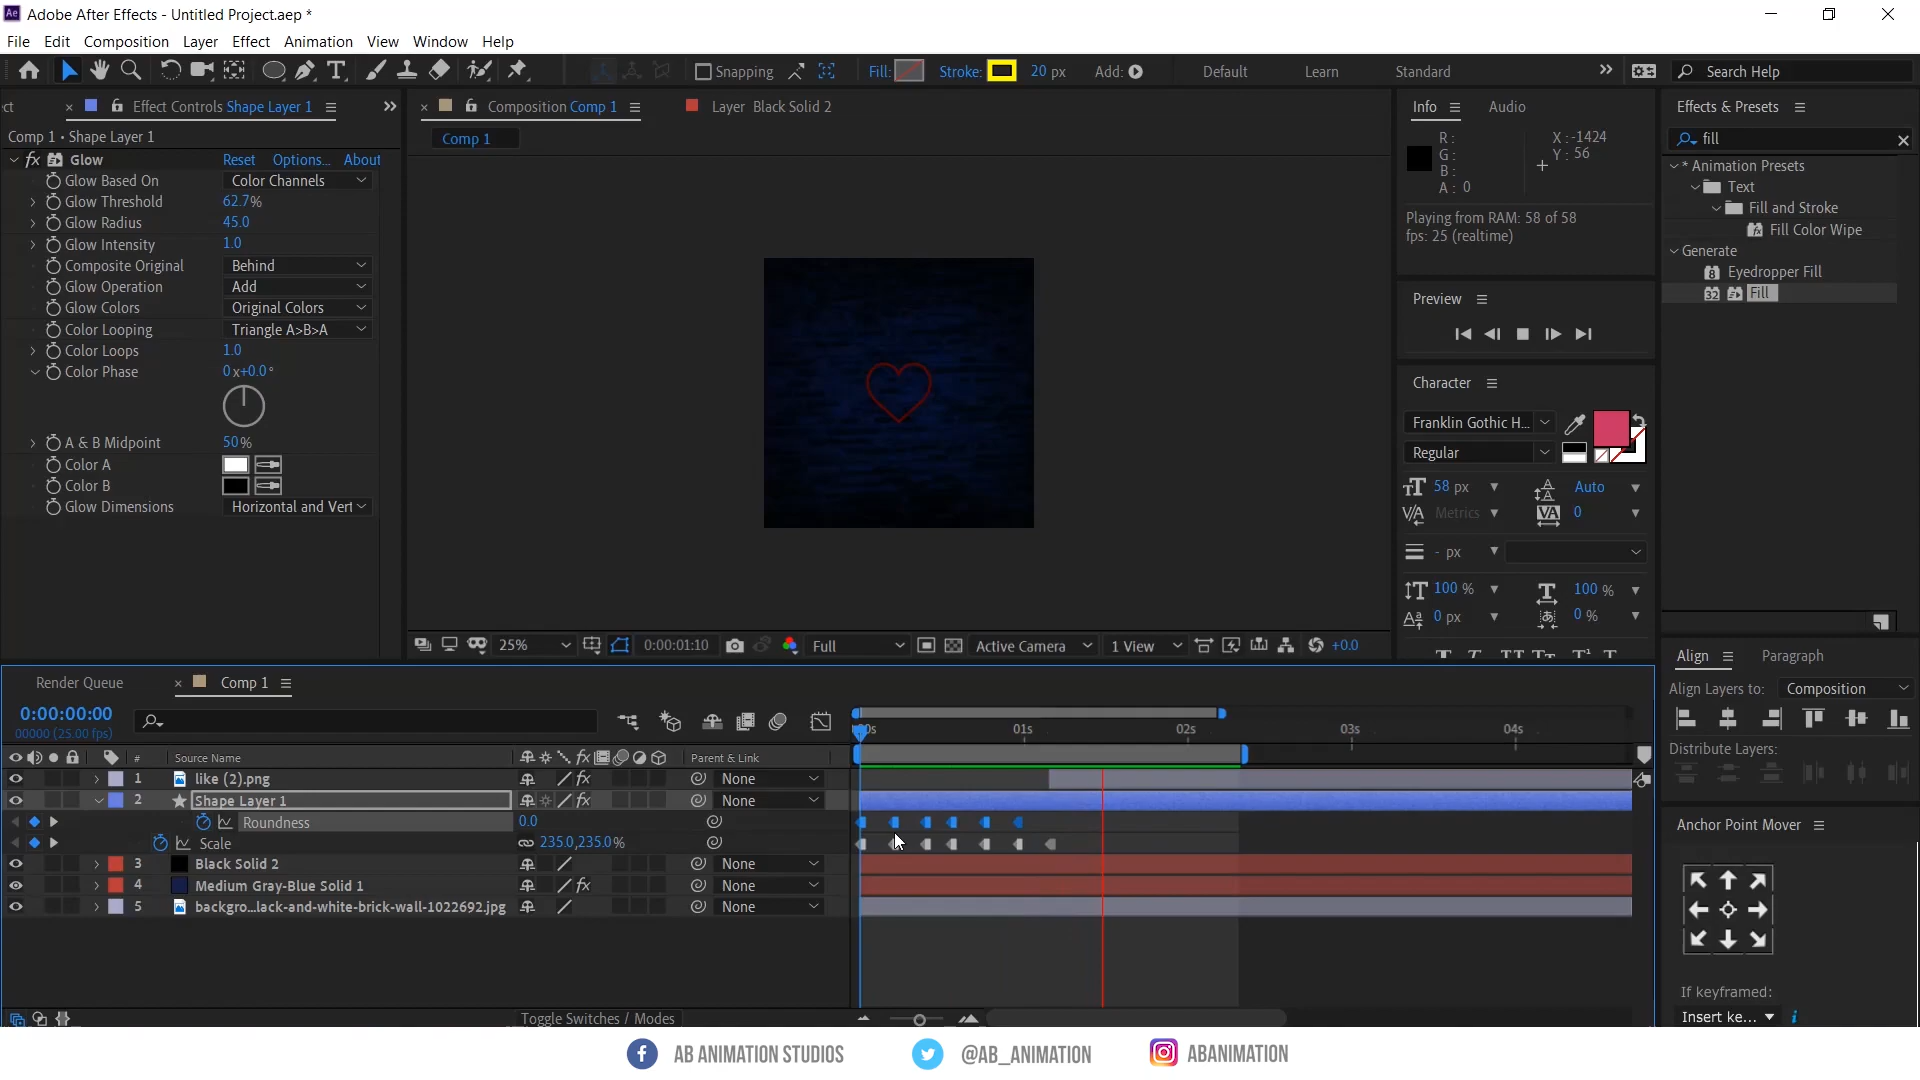 Adobe After Effects - Untitled Project.aep *
File Edit Composition Layer Effect Animation View Window Help
Snapping Fill: Stroke: 20 px Add: Default Learn Standard Search Help
ect Effect Controls Shape Layer 1
Comp 1 • Shape Layer 1
fx Glow Reset Options... About
Glow Based On Color Channels
Glow Threshold 62.7%
Glow Radius 45.0
Glow Intensity 1.0
Composite Original Behind
Glow Operation Add
Glow Colors Original Colors
Color Looping Triangle A>B>A
Color Loops 1.0
Color Phase 0x+0.0°
A & B Midpoint 50%
Color A
Color B
Glow Dimensions Horizontal and Vert
Composition Comp 1 Layer Black Solid 2
Comp 1
25% 0:00:01:10 Full Active Camera 1 View +0.0
Info Audio
R: X: -1424
G: Y: 56
B:
A: 0
Playing from RAM: 58 of 58
fps: 25 (realtime)
Preview
Character
Franklin Gothic H...
Regular
58 px Auto
Metrics 0
- px
100 % 100 %
0 px 0 %
Effects & Presets
fill
* Animation Presets
Text
Fill and Stroke
Fill Color Wipe
Generate
Eyedropper Fill
Fill
Align Paragraph
Align Layers to: Composition
Distribute Layers:
Anchor Point Mover
If keyframed:
Insert ke...
Render Queue Comp 1
0:00:00:00
00000 (25.00 fps)
:00s 01s 02s 03s 04s
# Source Name fx Parent & Link
1 like (2).png fx None
2 Shape Layer 1 fx None
Roundness 0.0
Scale 235.0,235.0%
3 Black Solid 2 None
4 Medium Gray-Blue Solid 1 fx None
5 backgro...lack-and-white-brick-wall-1022692.jpg None
Toggle Switches / Modes
AB ANIMATION STUDIOS @AB_ANIMATION ABANIMATION